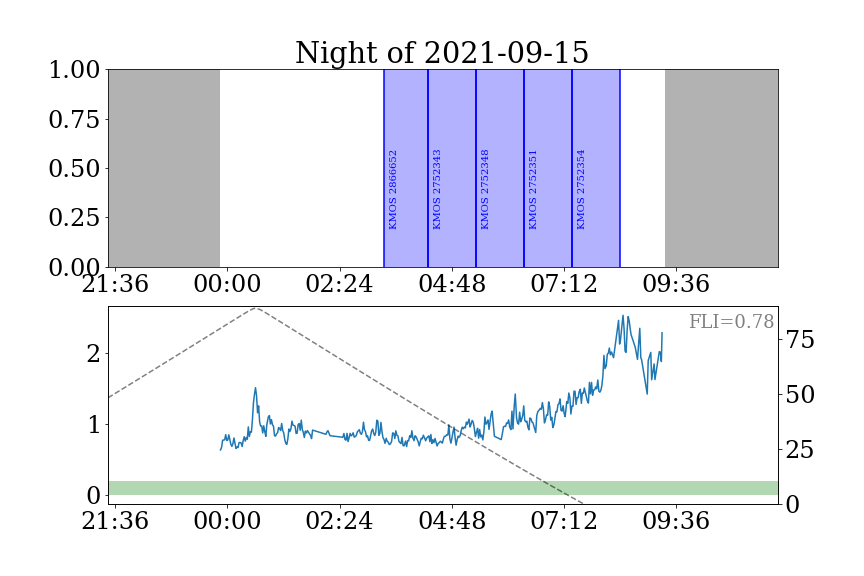 Night of 2021-09-15
1.00
0.75
0.50
0.25
0.00
KMOS 2866652
KMOS 2752343
KMOS 2752348
KMOS 2752351
KMOS 2752354
21:36 00:00 02:24 04:48 07:12 09:36
FLI=0.78
2
1
0
75
50
25
0
21:36 00:00 02:24 04:48 07:12 09:36